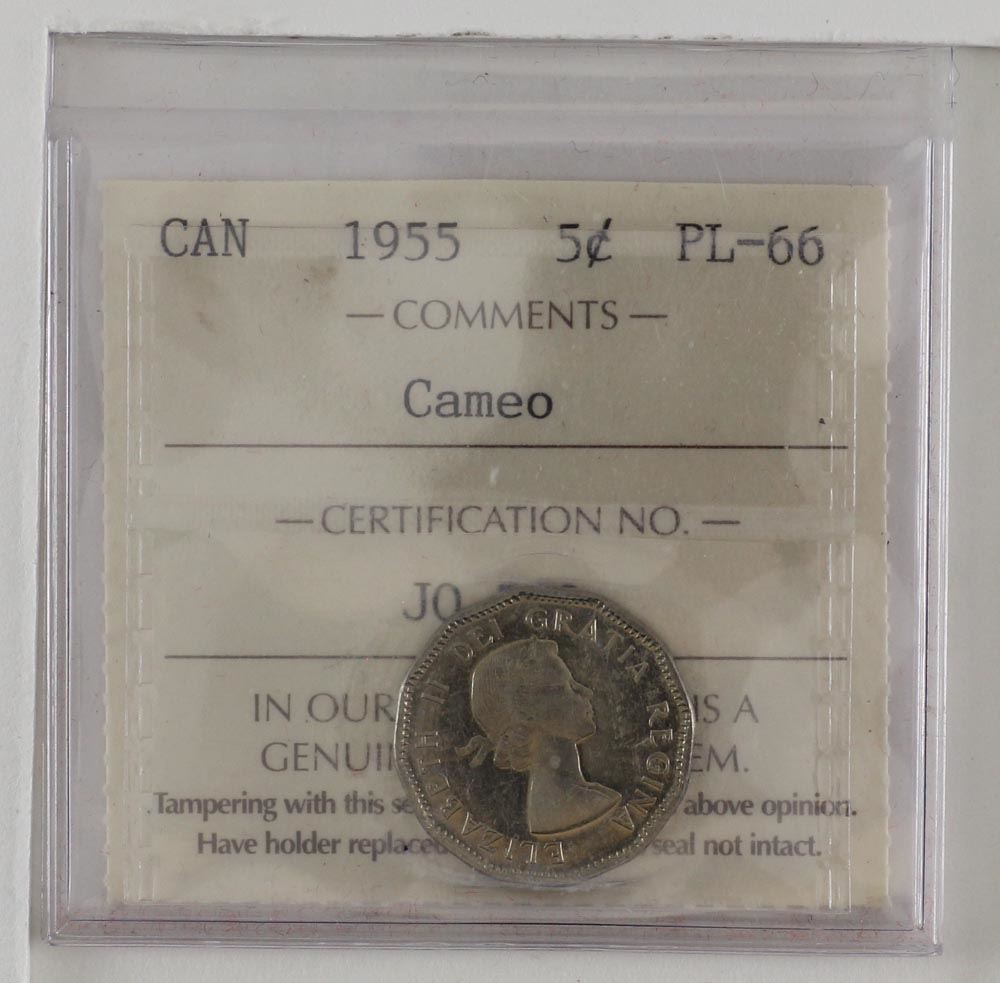 CAN 1955 5¢ PL-66
— COMMENTS —
Cameo
— CERTIFICATION NO. —
JO
IN OUR IS A
GENUI EM.
Tampering with this se above opinion.
Have holder replaced seal not intact.
ELIZABETH II DEI GRATIA REGINA